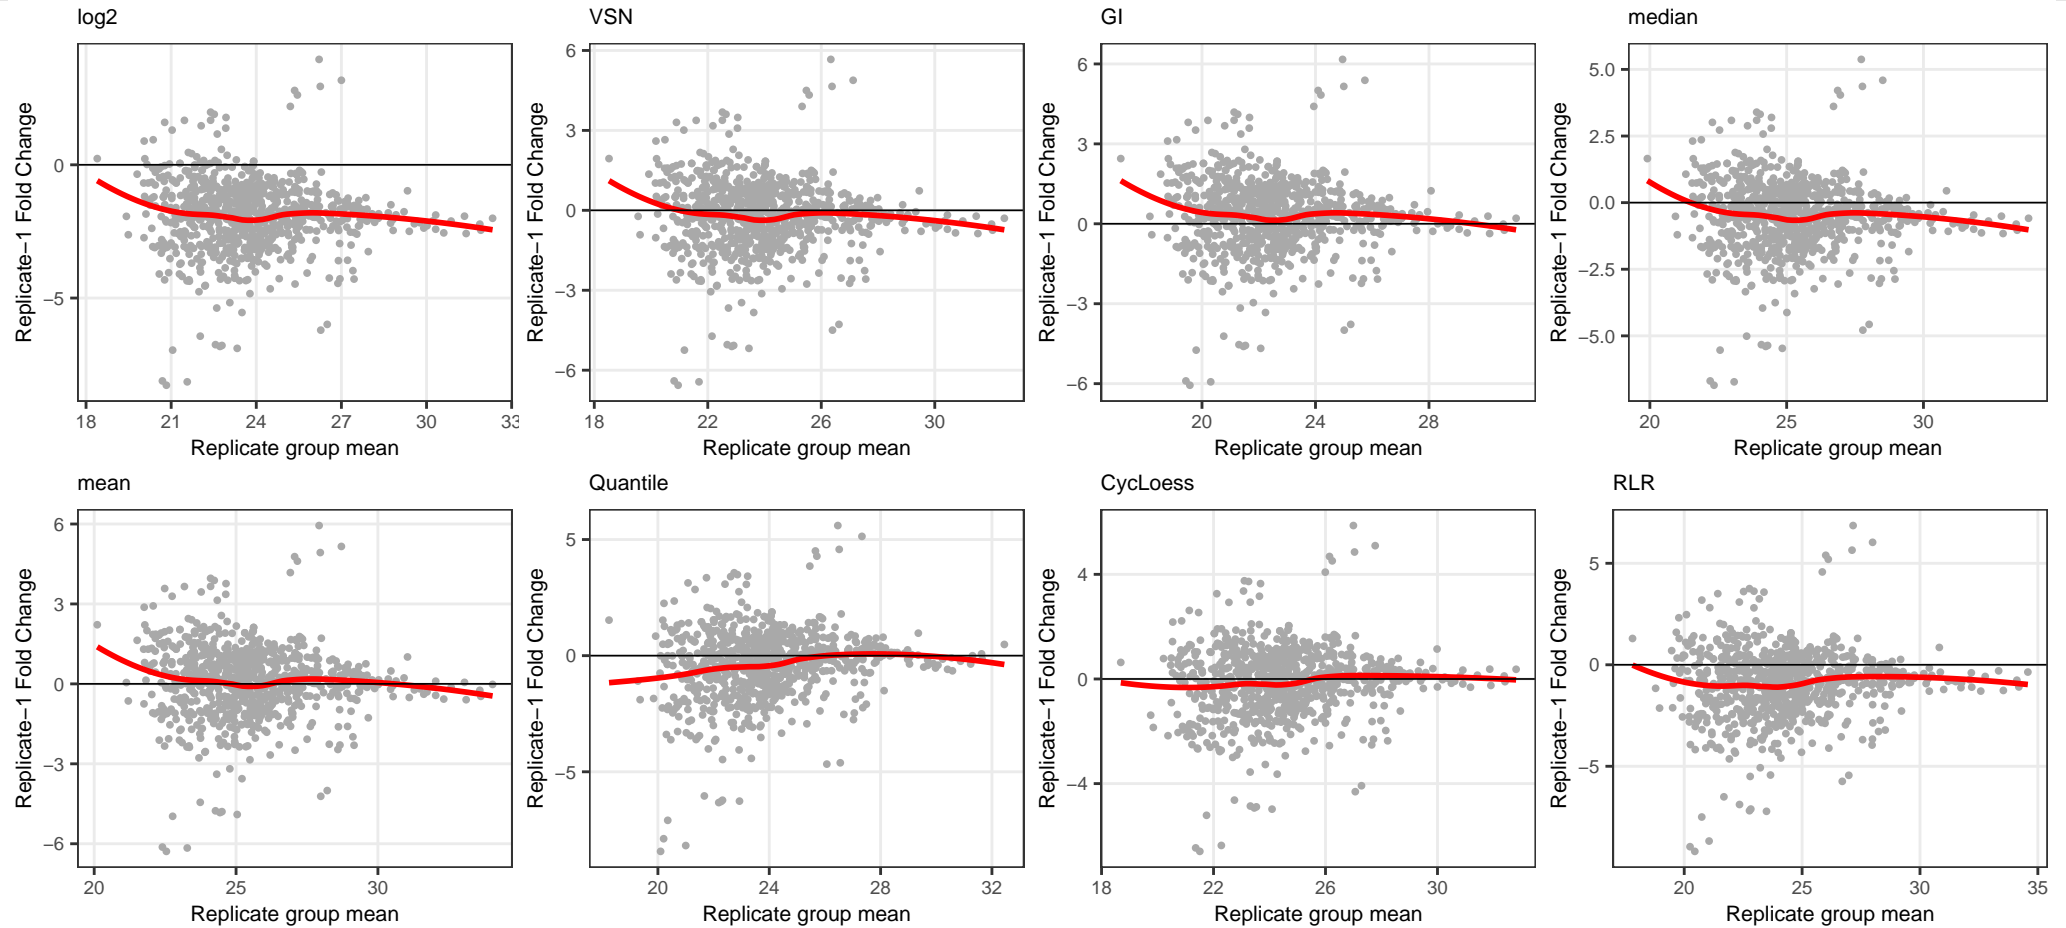 log2
VSN
GI
median
Replicate−1 Fold Change
0
−5
18 21 24 27 30 33
Replicate group mean
Replicate−1 Fold Change
6
3
0
−3
−6
18 22 26 30
Replicate group mean
Replicate−1 Fold Change
6
3
0
−3
−6
20 24 28
Replicate group mean
Replicate−1 Fold Change
5.0
2.5
0.0
−2.5
−5.0
20 25 30
Replicate group mean
mean
Quantile
CycLoess
RLR
Replicate−1 Fold Change
6
3
0
−3
−6
20 25 30
Replicate group mean
Replicate−1 Fold Change
5
0
−5
20 24 28 32
Replicate group mean
Replicate−1 Fold Change
4
0
−4
18 22 26 30
Replicate group mean
Replicate−1 Fold Change
5
0
−5
20 25 30 35
Replicate group mean